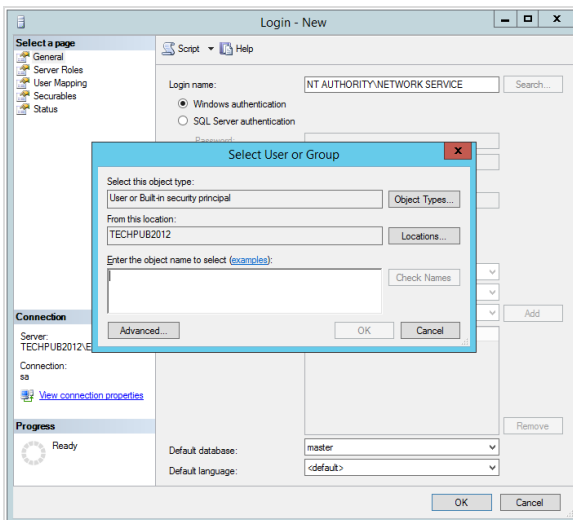 Login - New
Select a page
General
Server Roles
User Mapping
Securables
Status
Script
Help
Login name:
NT AUTHORITY\NETWORK SERVICE
Search...
Windows authentication
SQL Server authentication
Password:
Select User or Group
x
Select this object type:
User or Built-in security principal
Object Types...
From this location:
TECHPUB2012
Locations...
Enter the object name to select (examples):
Check Names
Advanced...
OK
Cancel
Add
Connection
Server:
TECHPUB2012\E
Connection:
sa
View connection properties
Progress
Ready
Remove
Default database:
master
Default language:
<default>
OK
Cancel